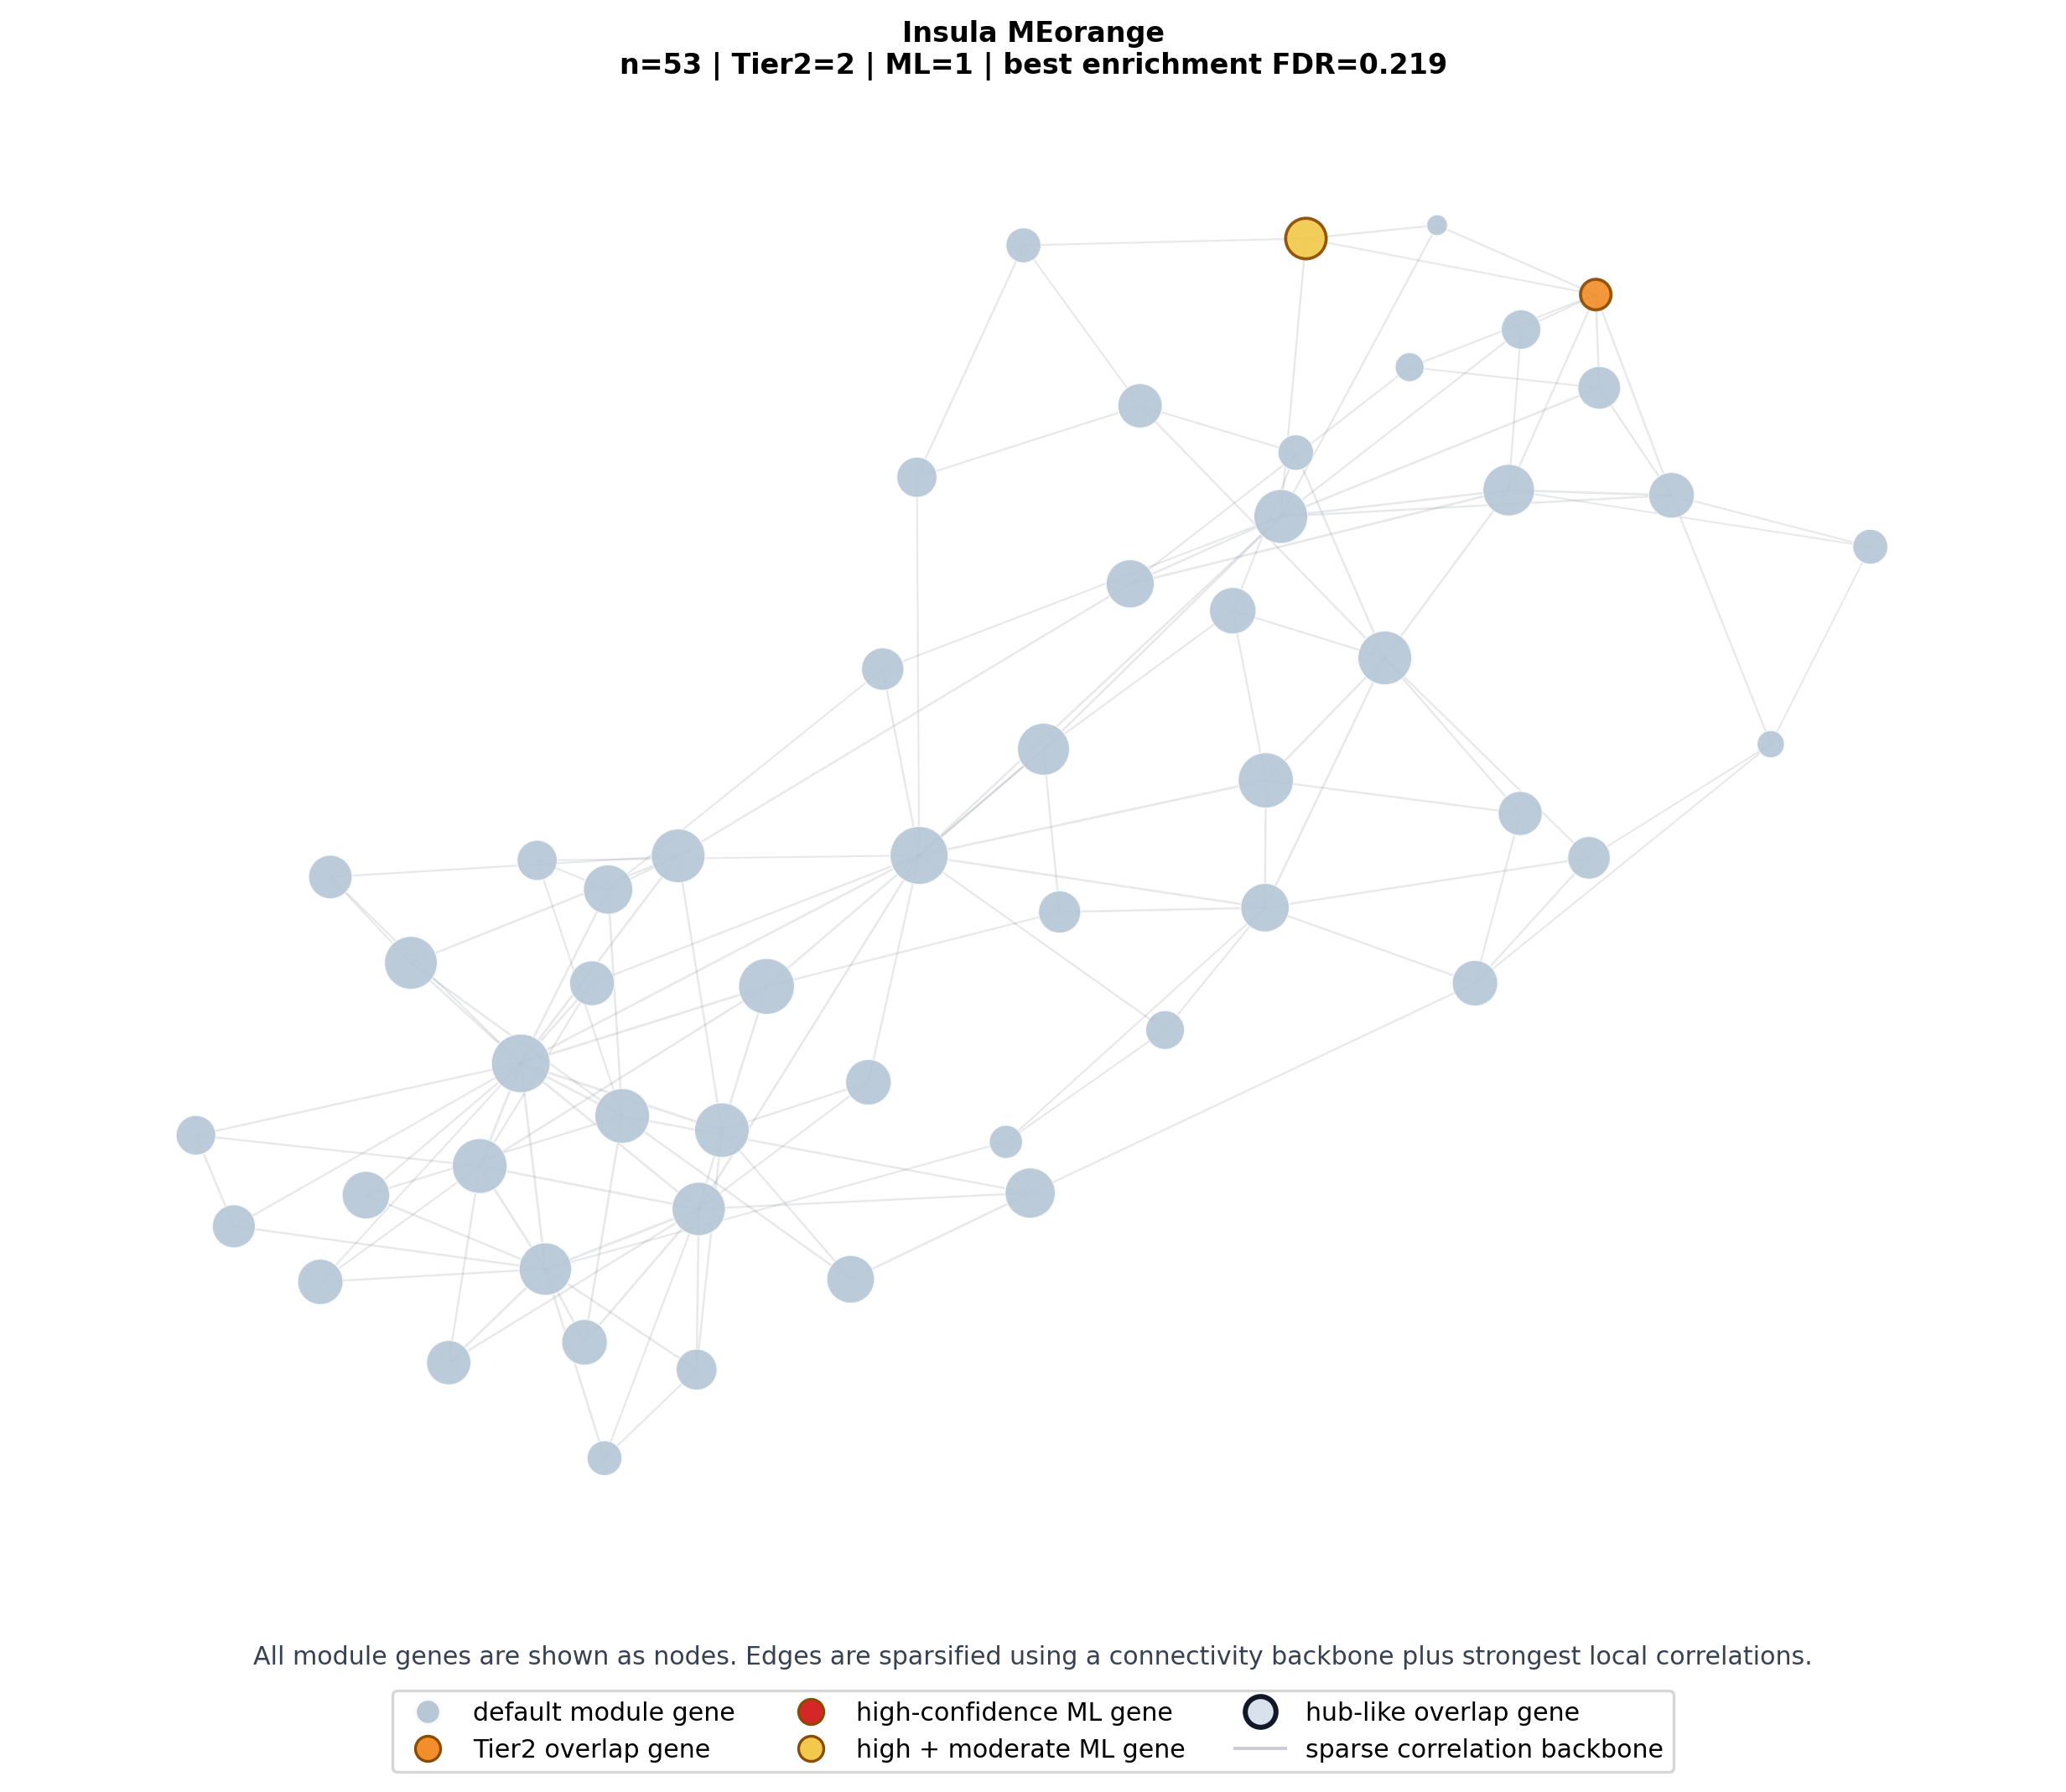 Insula MEorange
n=53 | Tier2=2 | ML=1 | best enrichment FDR=0.219
All module genes are shown as nodes. Edges are sparsified using a connectivity backbone plus strongest local correlations.
default module gene
Tier2 overlap gene
high-confidence ML gene
high + moderate ML gene
hub-like overlap gene
sparse correlation backbone